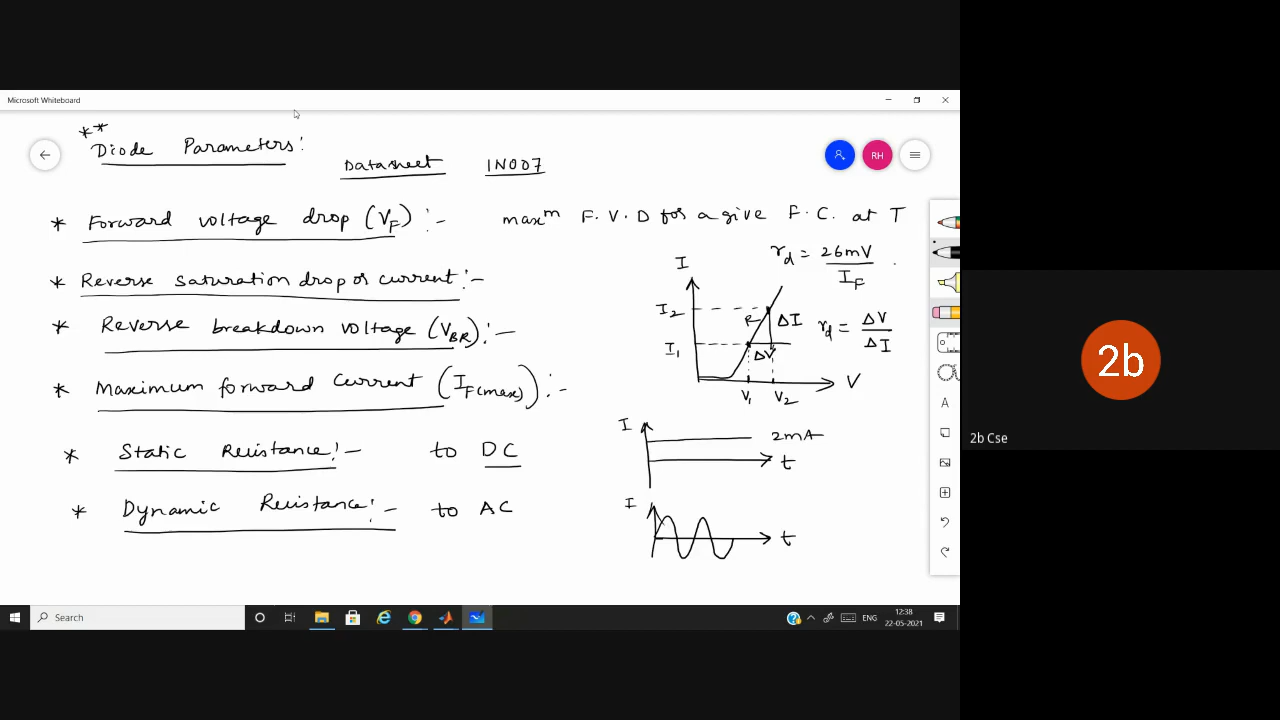 Microsoft Whiteboard
**
Diode Parameters:
Datasheet 1N007
RH
* Forward voltage drop (VF) :- maxm F.V.D for a give F.C. at T
* Reverse saturation drop or current :-
* Reverse breakdown voltage (VBR) :-
* Maximum forward current (IF(max)) :-
* Static Resistance :- to DC
* Dynamic Resistance :- to AC
rd = 26mV / IF
I
I2
I1
R
ΔI
ΔV
V1 V2
V
rd = ΔV / ΔI
I
2mA
t
I
t
A
2b
2b Cse
Search
ENG
12:38
22-05-2021